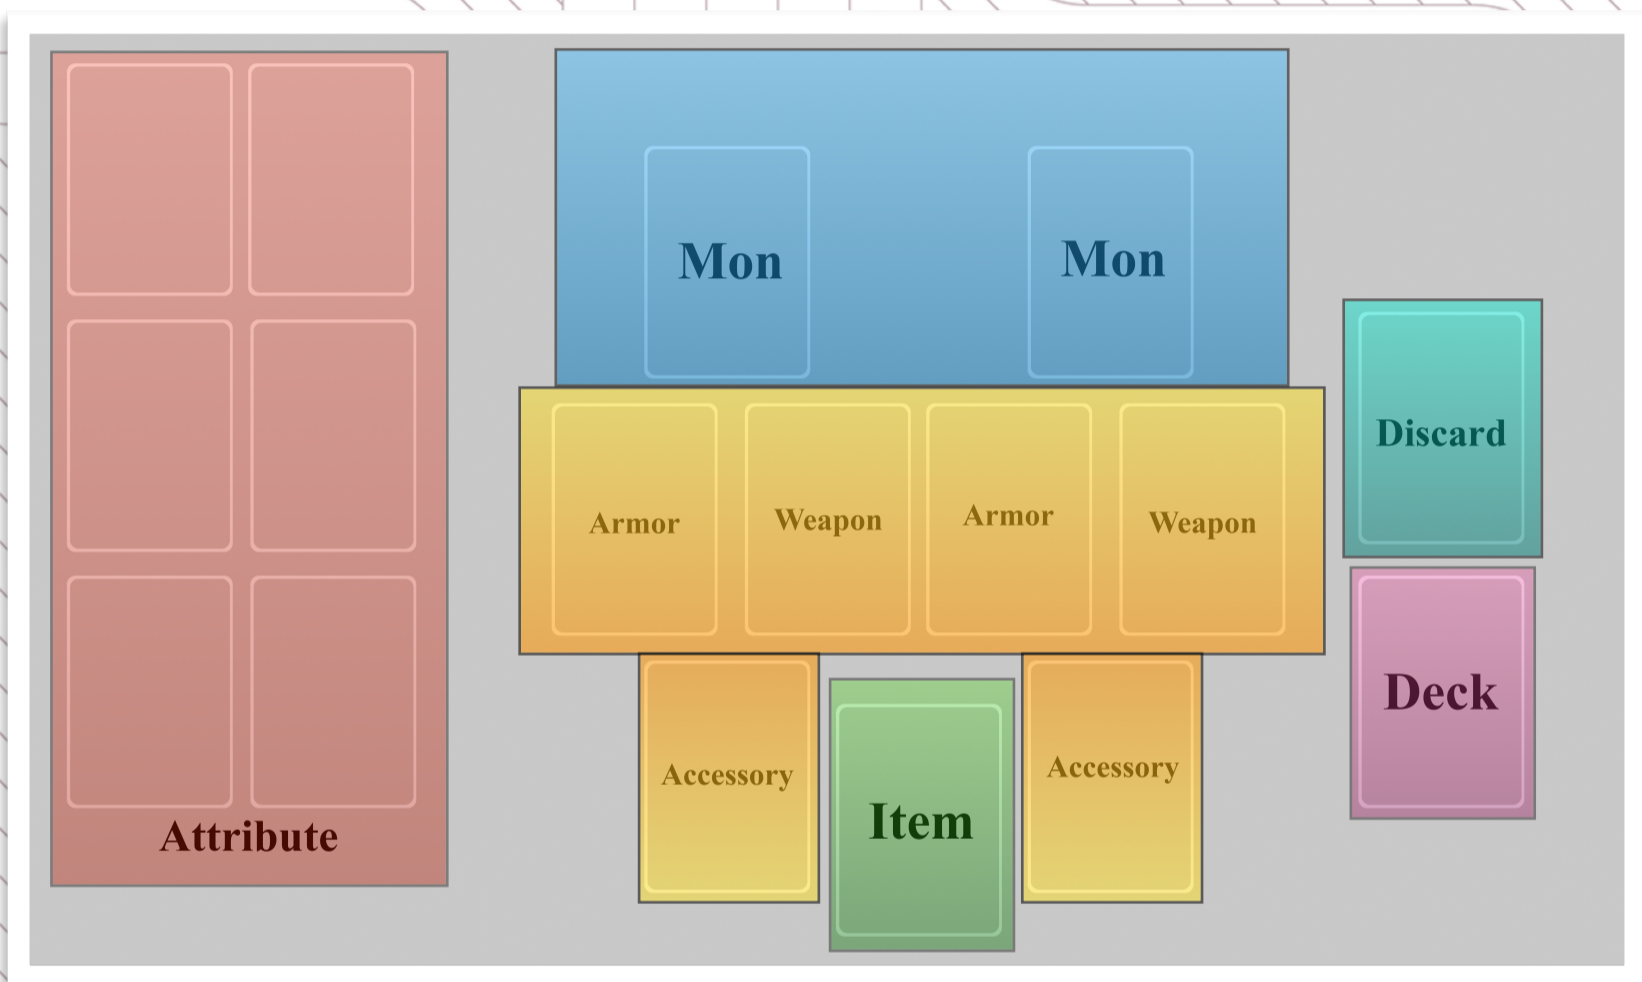 Mon
Mon
Discard
Armor
Weapon
Armor
Weapon
Deck
Accessory
Item
Accessory
Attribute